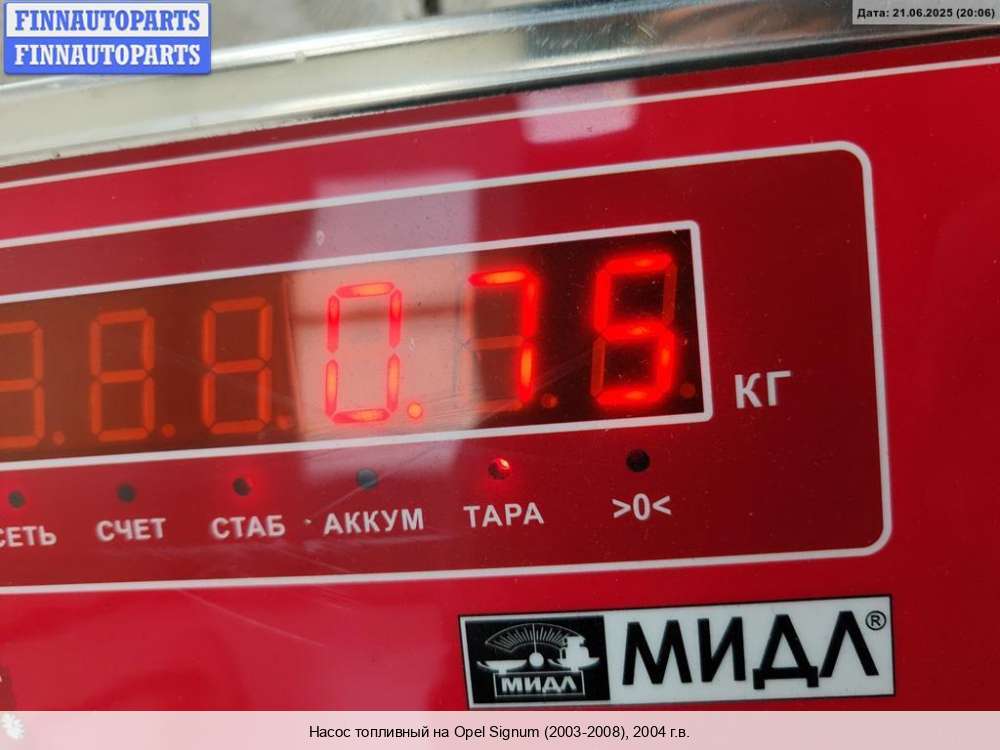 FINNAUTOPARTS
FINNAUTOPARTS
Дата: 21.06.2025 (20:06)
0.75
КГ
СЕТЬ СЧЕТ СТАБ АККУМ ТАРА >0<
МИДЛ МИДЛ®
Насос топливный на Opel Signum (2003-2008), 2004 г.в.